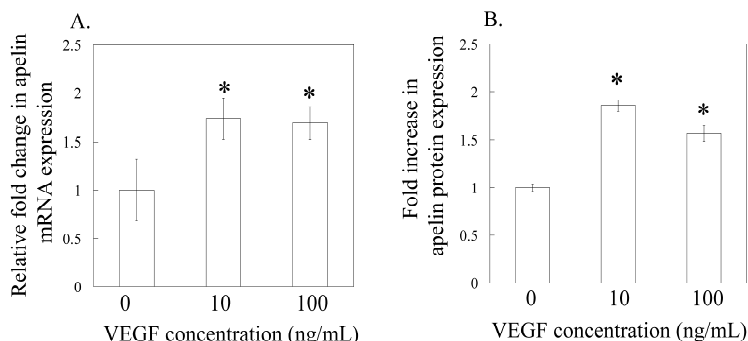 A.
Relative fold change in apelin
mRNA expression
2.5
2
1.5
1
0.5
0
*
*
0 10 100
VEGF concentration (ng/mL)
B.
Fold increase in
apelin protein expression
2.5
2
1.5
1
0.5
0
*
*
0 10 100
VEGF concentration (ng/mL)